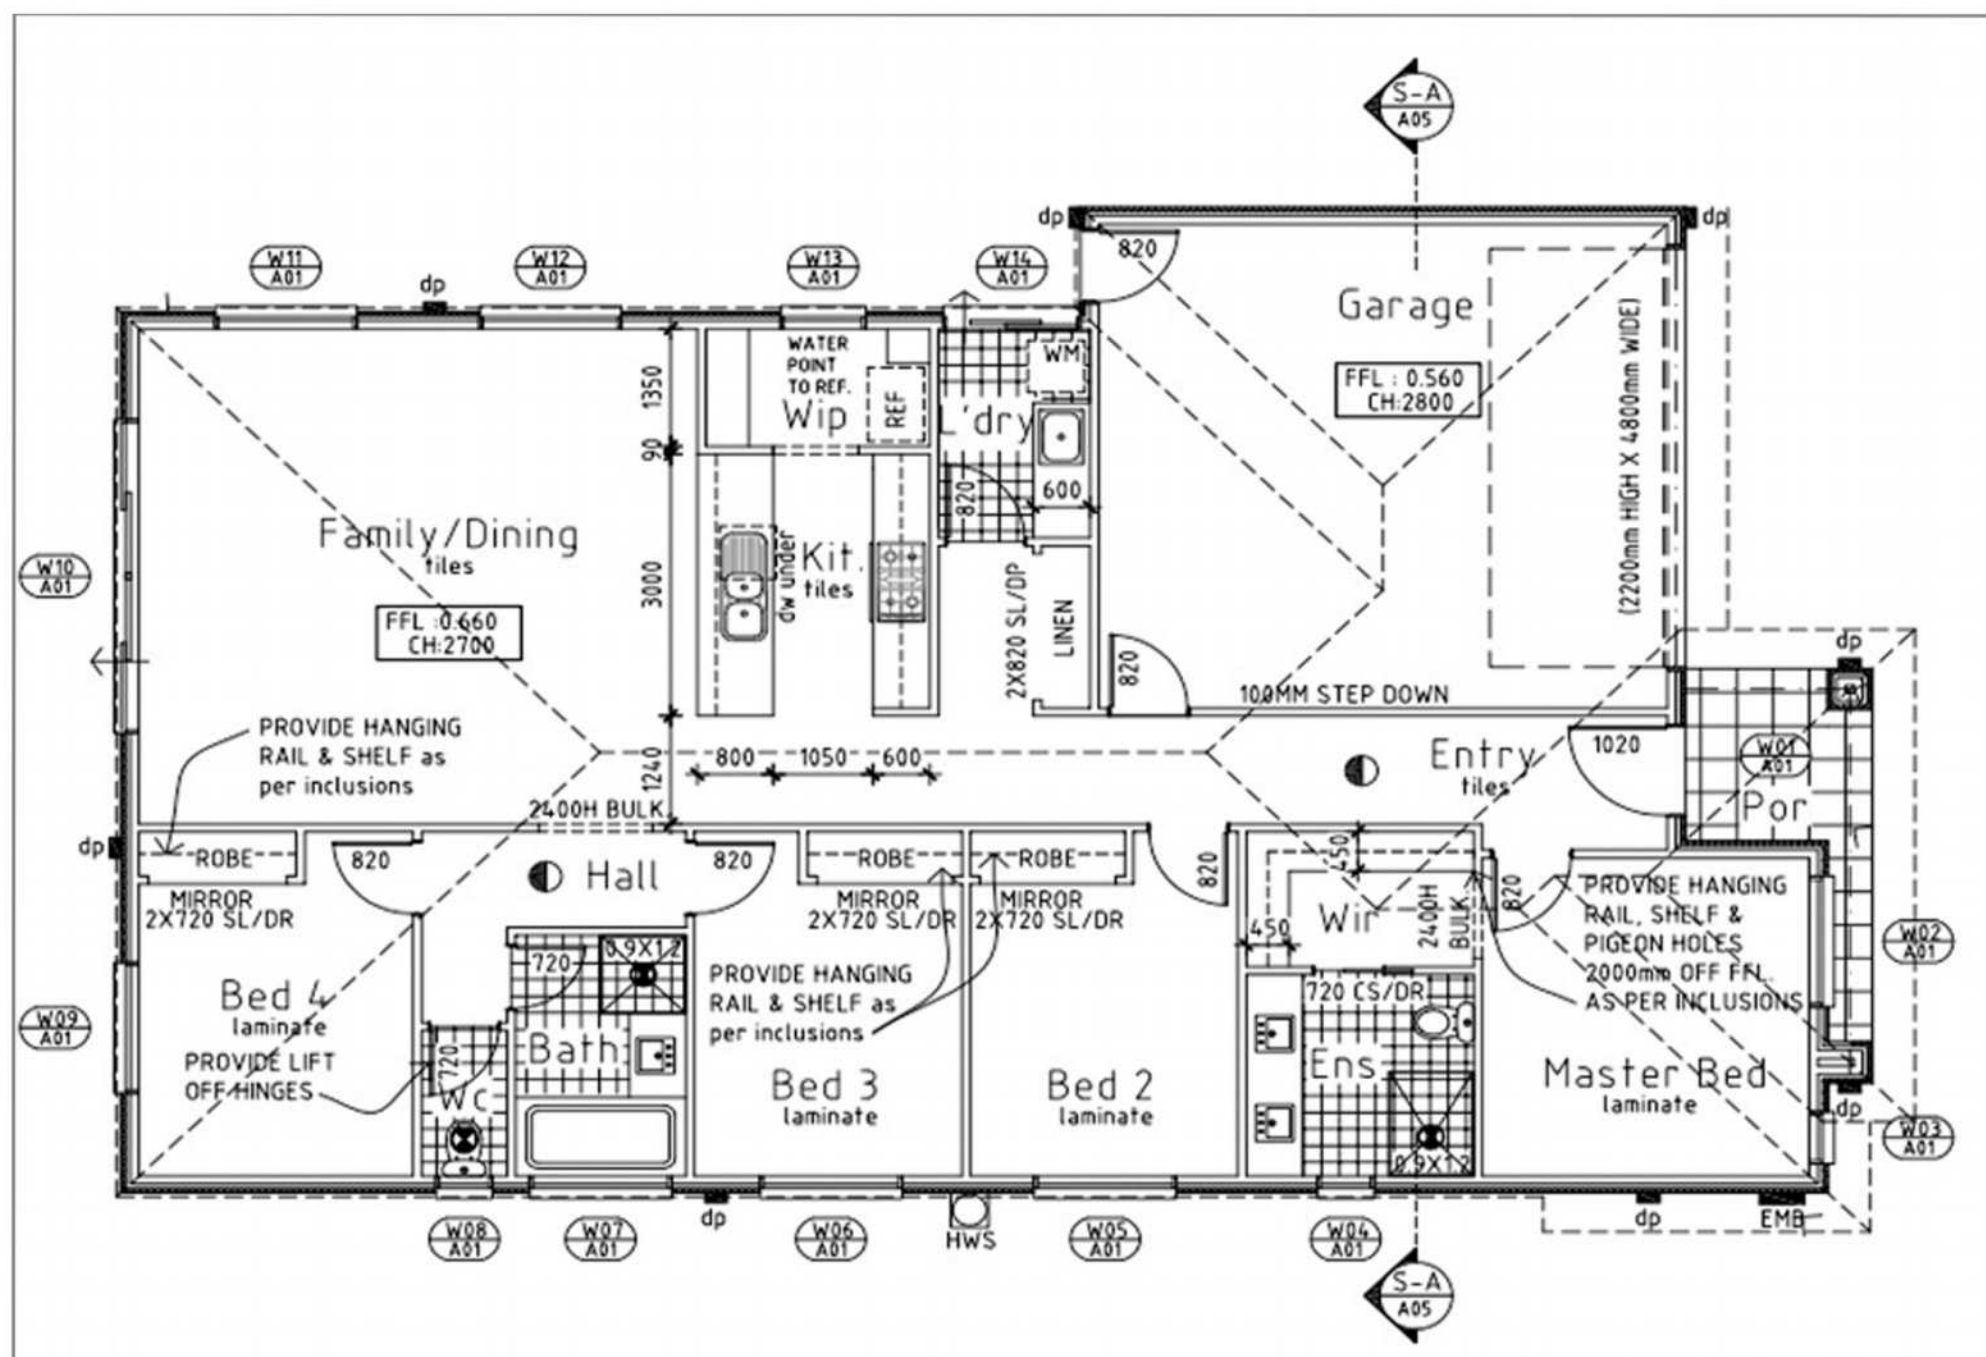 S-A
A05
dp
dp
W11
A01
dp
W12
A01
W13
A01
W14
A01
820
Garage
FFL : 0.560
CH:2800
(2200mm HIGH X 4800mm WIDE)
WATER
POINT
TO REF.
Wip
REF
WM
L'dry
1350
90
3000
1240
820
600
Family/Dining
tiles
FFL :0.660
CH:2700
dw under
Kit.
tiles
2X820 SL/DP
LINEN
820
100MM STEP DOWN
W10
A01
dp
PROVIDE HANGING
RAIL & SHELF as
per inclusions
800
1050
600
Entry
tiles
1020
W01
A01
Por
2400H BULK
dp
ROBE
820
Hall
820
ROBE
ROBE
820
450
MIRROR
2X720 SL/DR
MIRROR
2X720 SL/DR
MIRROR
2X720 SL/DR
Wir
450
2400H
BULK
820
PROVIDE HANGING
RAIL, SHELF &
PIGEON HOLES
2000mm OFF FFL.
AS PER INCLUSIONS
W02
A01
720
0.9X1.2
PROVIDE HANGING
RAIL & SHELF as
per inclusions
720 CS/DR
Bed 4
laminate
W09
A01
PROVIDE LIFT
OFF HINGES
720
Wc
Bath
Bed 3
laminate
Bed 2
laminate
Ens
0.9X1.2
Master Bed
laminate
dp
W03
A01
W08
A01
W07
A01
dp
W06
A01
HWS
W05
A01
W04
A01
dp
EMB
S-A
A05